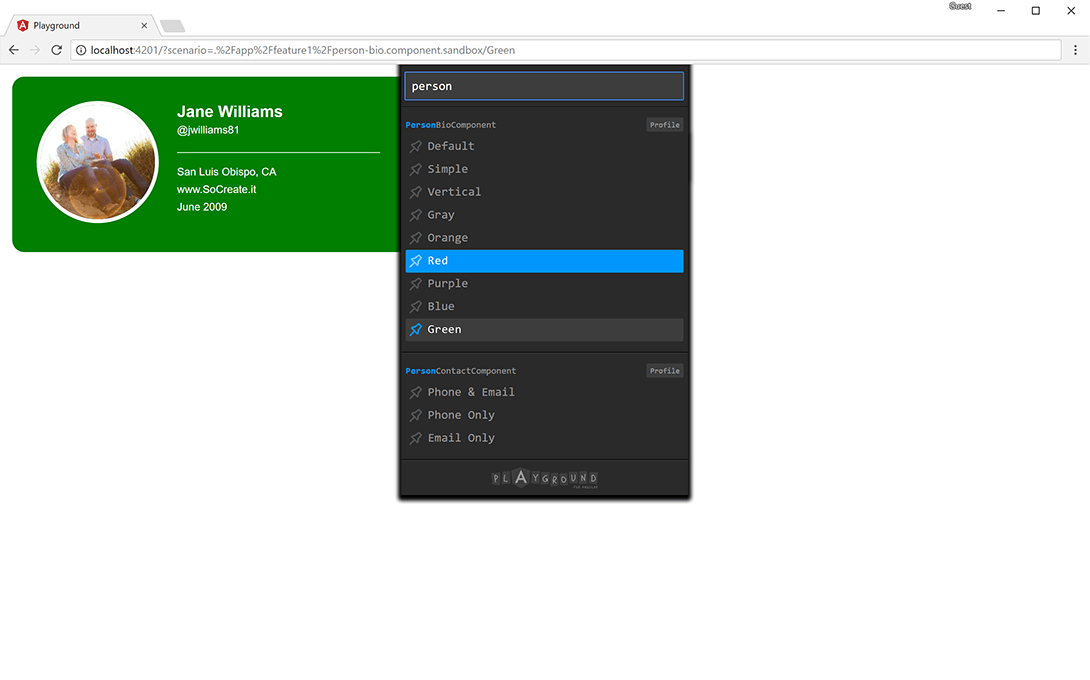 Guest
Playground
localhost:4201/?scenario=.%2Fapp%2Ffeature1%2Fperson-bio.component.sandbox/Green
Jane Williams
@jwilliams81
San Luis Obispo, CA
www.SoCreate.it
June 2009
person
PersonBioComponent Profile
Default
Simple
Vertical
Gray
Orange
Red
Purple
Blue
Green
PersonContactComponent Profile
Phone & Email
Phone Only
Email Only
PLAYGROUND
FOR ANGULAR